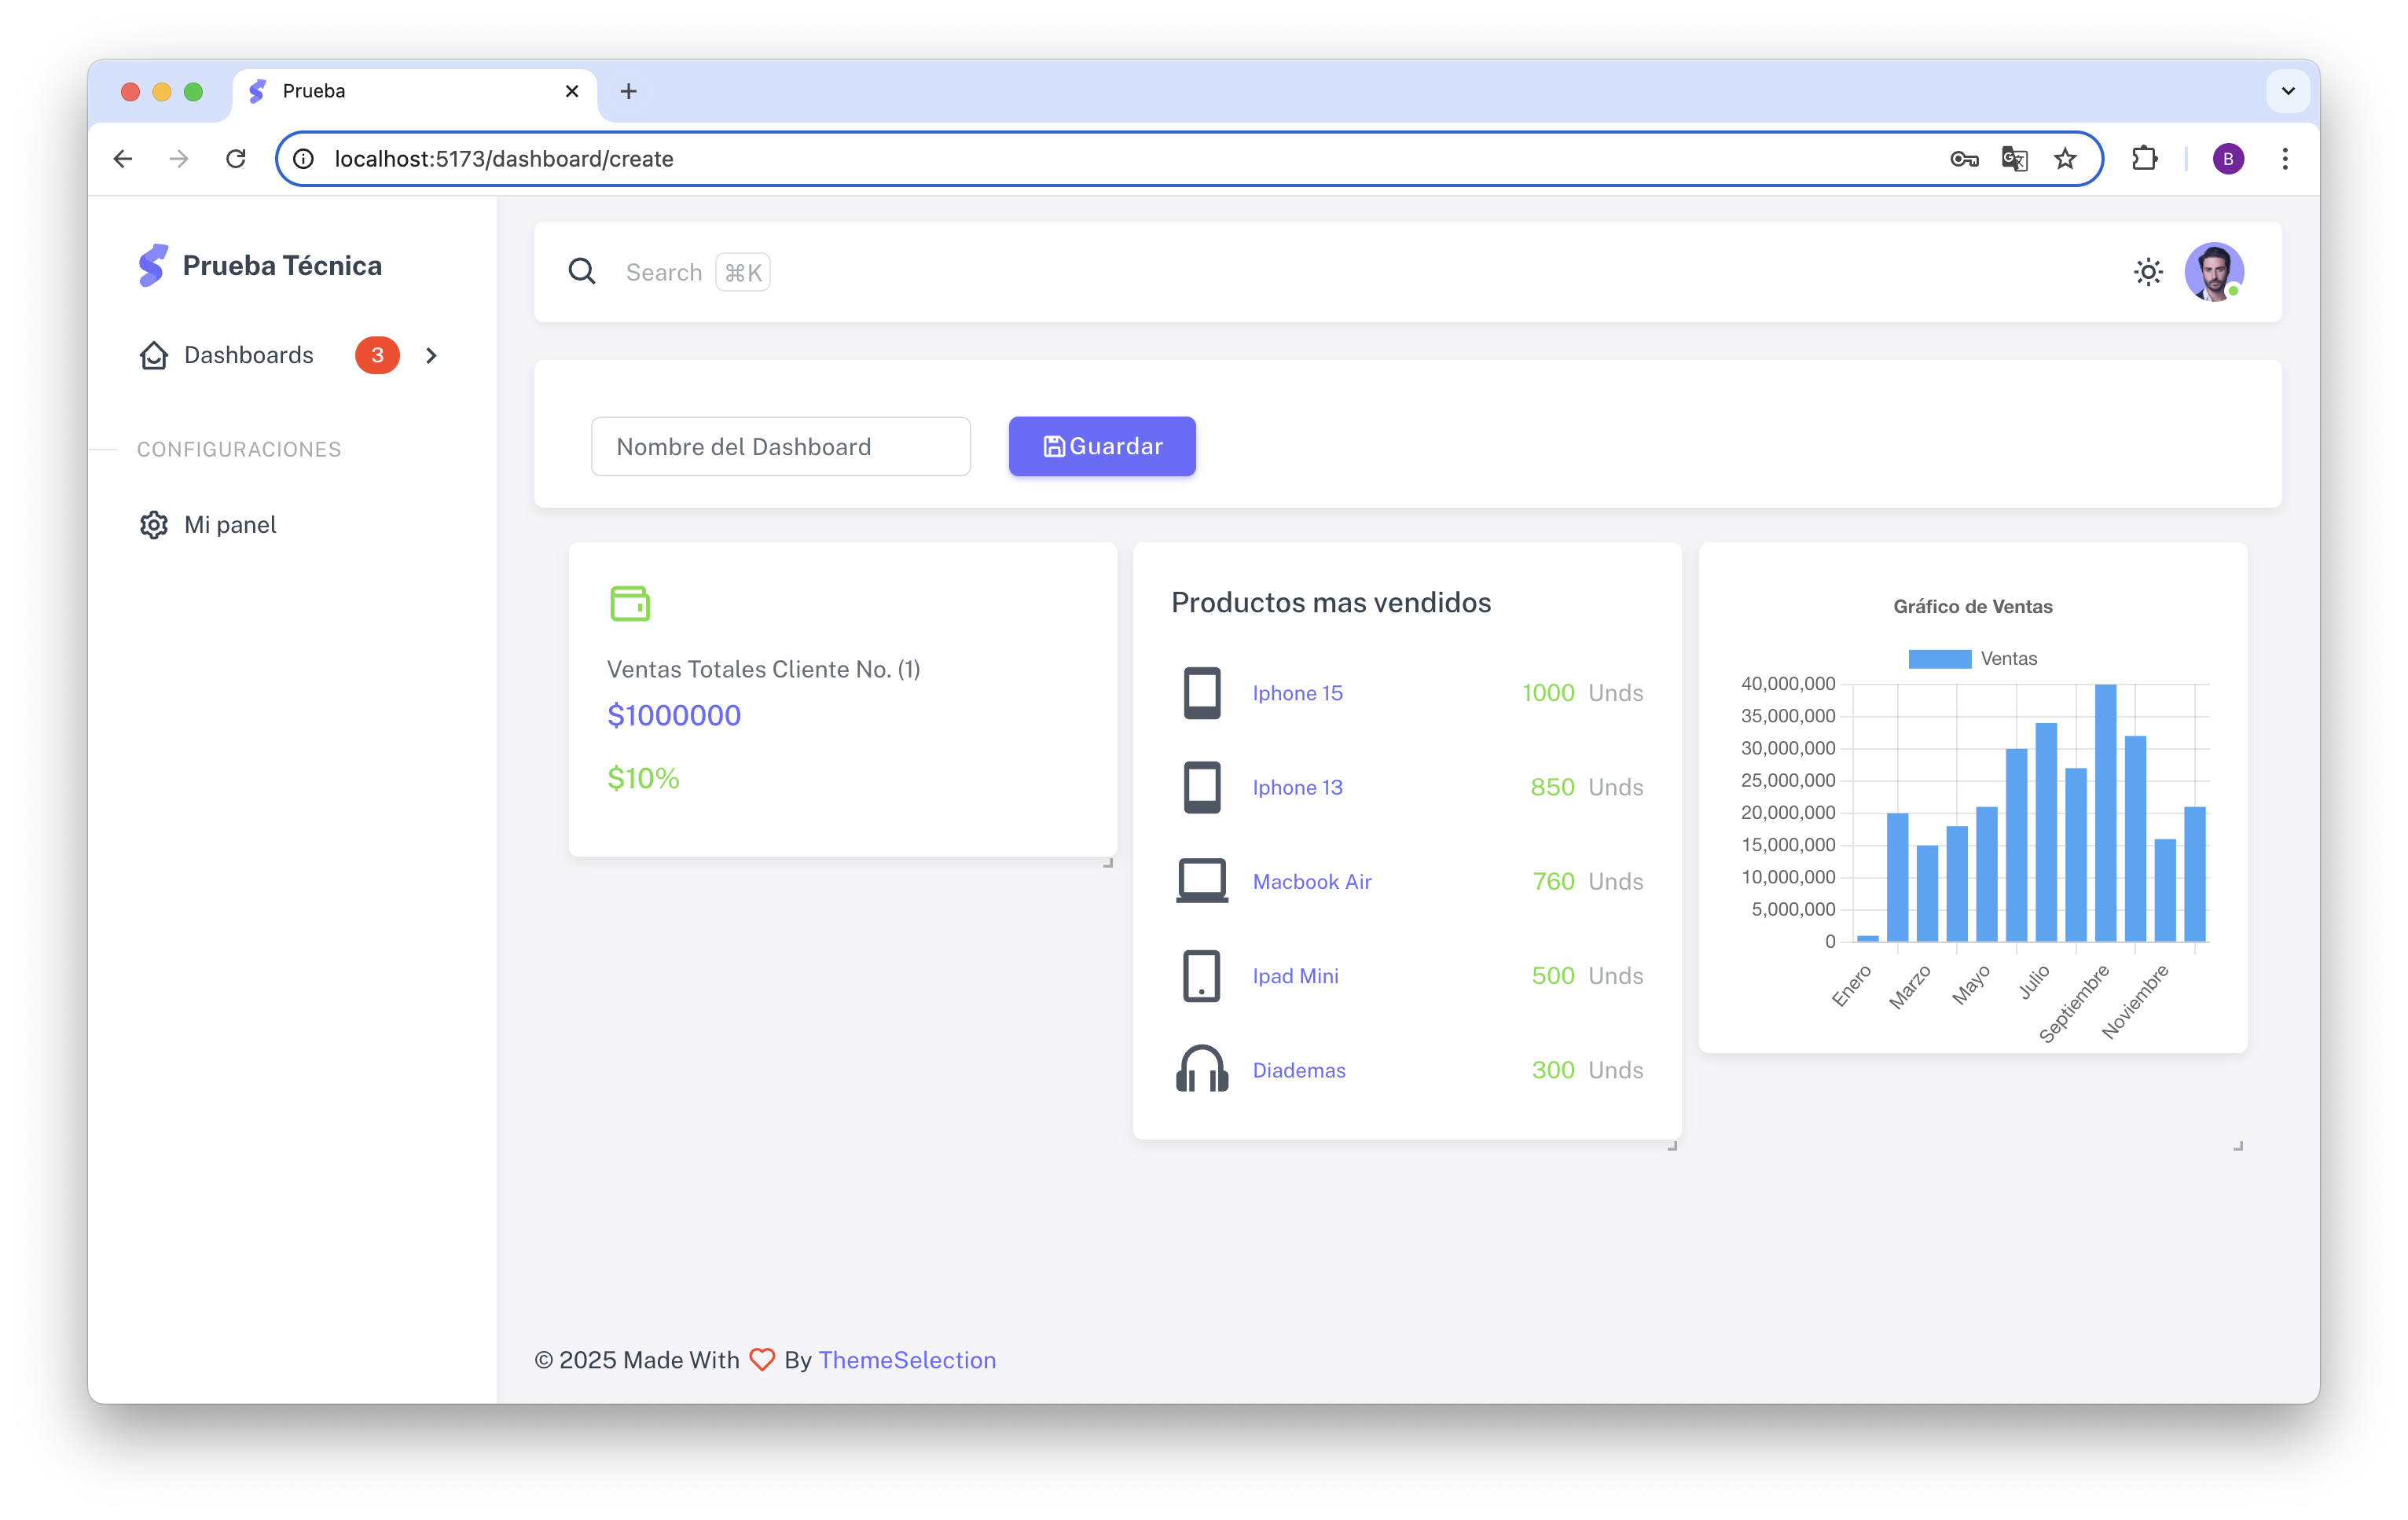 Prueba
localhost:5173/dashboard/create
B
Prueba Técnica
Dashboards 3
CONFIGURACIONES
Mi panel
Search ⌘K
Nombre del Dashboard
Guardar
Ventas Totales Cliente No. (1)
$1000000
$10%
Productos mas vendidos
Iphone 15 1000 Unds
Iphone 13 850 Unds
Macbook Air 760 Unds
Ipad Mini 500 Unds
Diademas 300 Unds
Gráfico de Ventas
Ventas
40,000,000
35,000,000
30,000,000
25,000,000
20,000,000
15,000,000
10,000,000
5,000,000
0
Enero
Marzo
Mayo
Julio
Septiembre
Noviembre
© 2025 Made With By ThemeSelection